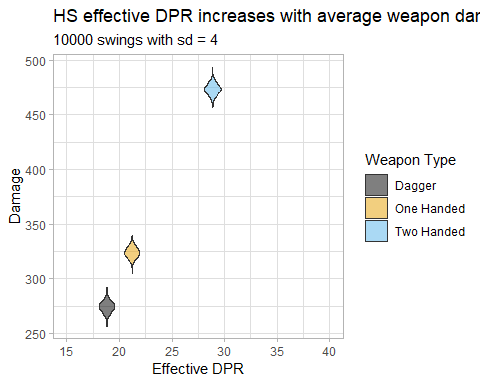 HS effective DPR increases with average weapon
10000 swings with sd = 4
500
450
400
350
300
250
Damage
15 20 25 30 35 40
Effective DPR
Weapon Type
Dagger
One Handed
Two Handed